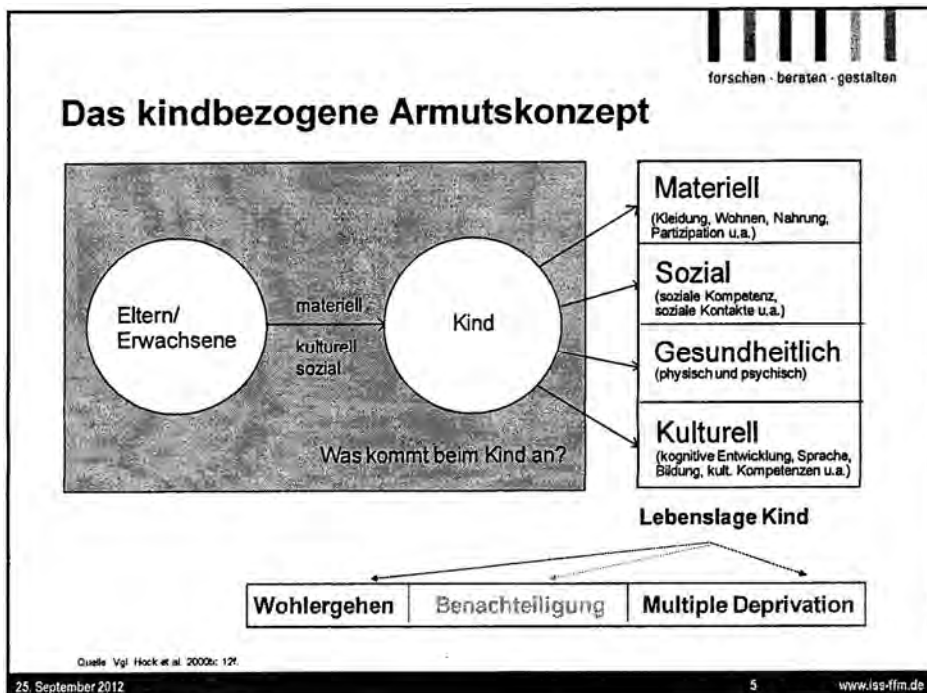 forschen · beraten · gestalten
Das kindbezogene Armutskonzept
Eltern/
Erwachsene
materiell
kulturell
sozial
Kind
Was kommt beim Kind an?
Materiell
(Kleidung, Wohnen, Nahrung,
Partizipation u.a.)
Sozial
(soziale Kompetenz,
soziale Kontakte u.a.)
Gesundheitlich
(physisch und psychisch)
Kulturell
(kognitive Entwicklung, Sprache,
Bildung, kult. Kompetenzen u.a.)
Lebenslage Kind
Wohlergehen
Benachteiligung
Multiple Deprivation
Quelle: Vgl. Hock et al. 2000b: 12f.
25. September 2012
5
www.iss-ffm.de